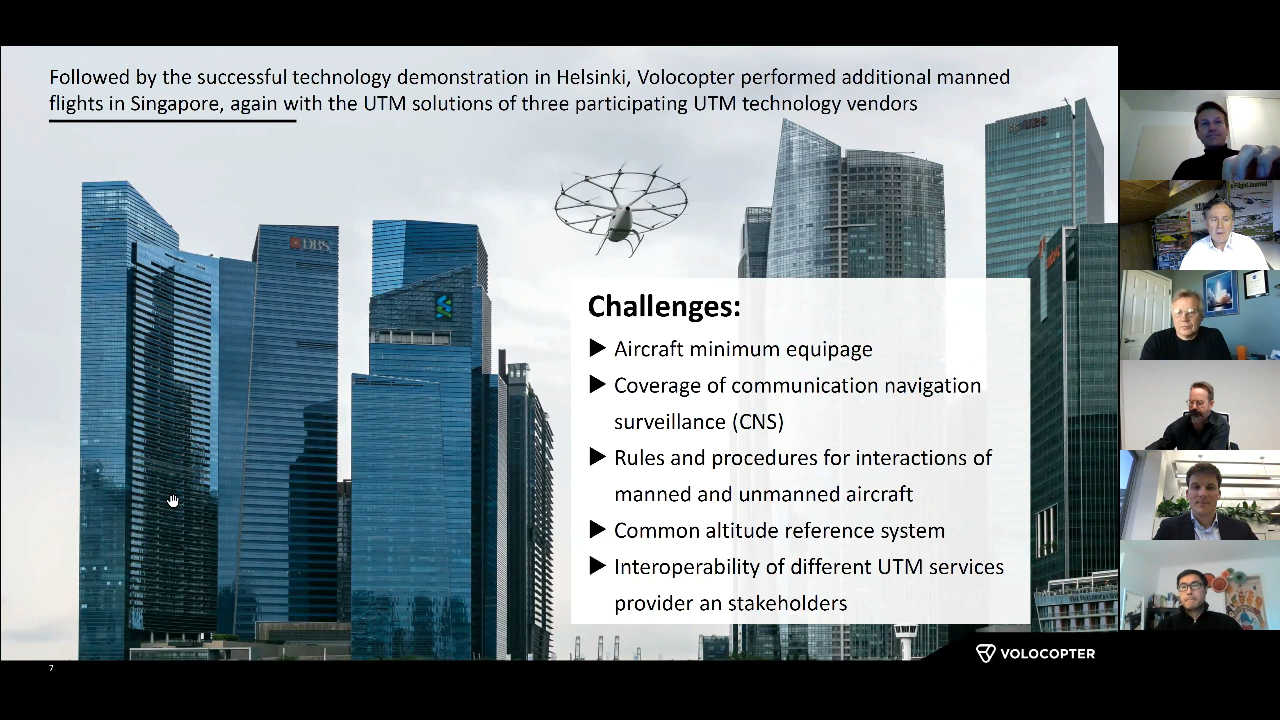 Followed by the successful technology demonstration in Helsinki, Volocopter performed additional manned
flights in Singapore, again with the UTM solutions of three participating UTM technology vendors
DBS
UBS
Challenges:
Aircraft minimum equipage
Coverage of communication navigation
surveillance (CNS)
Rules and procedures for interactions of
manned and unmanned aircraft
Common altitude reference system
Interoperability of different UTM services
provider an stakeholders
7
VOLOCOPTER